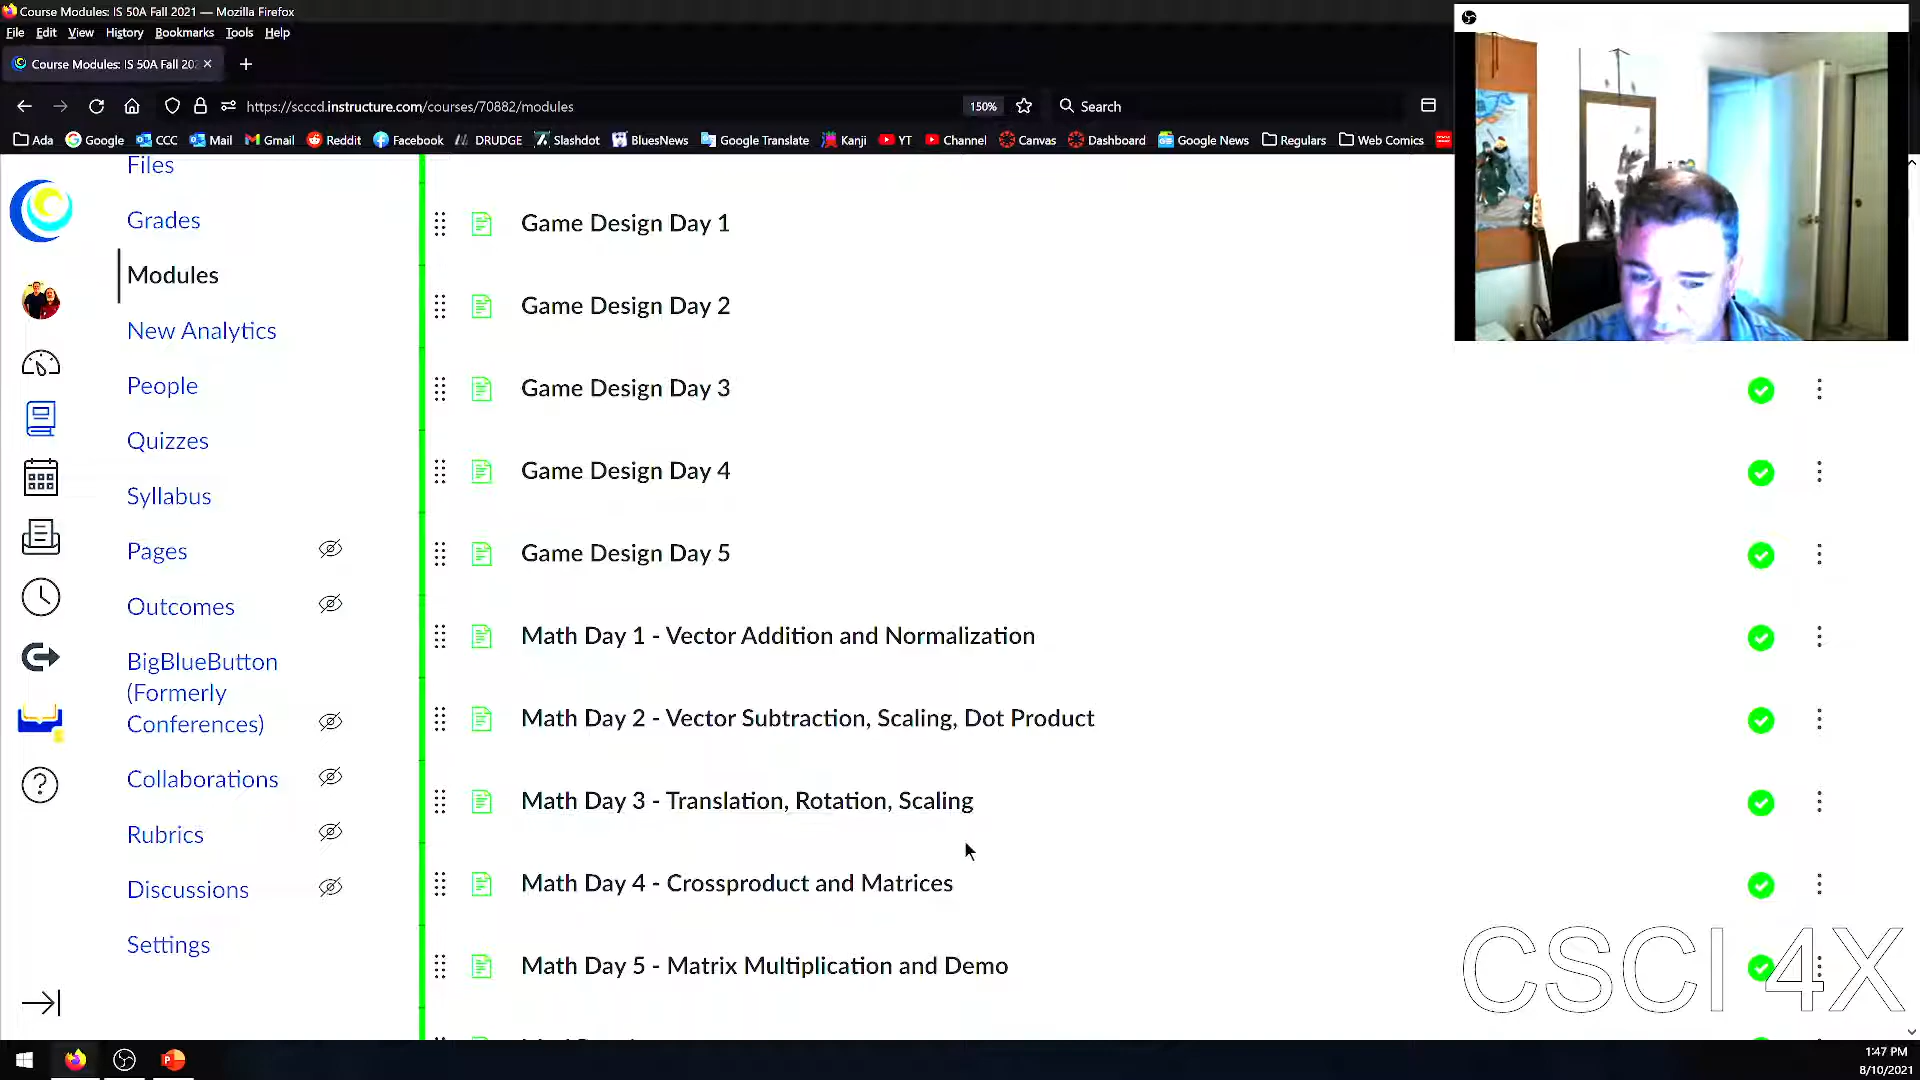 Course Modules: IS 50A Fall 2021 — Mozilla Firefox
File Edit View History Bookmarks Tools Help
Course Modules: IS 50A Fall 202
https://scccd.instructure.com/courses/70882/modules
150%
Search
Ada Google CCC Mail Gmail Reddit Facebook DRUDGE Slashdot BluesNews Google Translate Kanji YT Channel Canvas Dashboard Google News Regulars Web Comics
Files
Grades
Modules
New Analytics
People
Quizzes
Syllabus
Pages
Outcomes
BigBlueButton
(Formerly
Conferences)
Collaborations
Rubrics
Discussions
Settings
Game Design Day 1
Game Design Day 2
Game Design Day 3
Game Design Day 4
Game Design Day 5
Math Day 1 - Vector Addition and Normalization
Math Day 2 - Vector Subtraction, Scaling, Dot Product
Math Day 3 - Translation, Rotation, Scaling
Math Day 4 - Crossproduct and Matrices
Math Day 5 - Matrix Multiplication and Demo
CSCI 4X
1:47 PM
8/10/2021